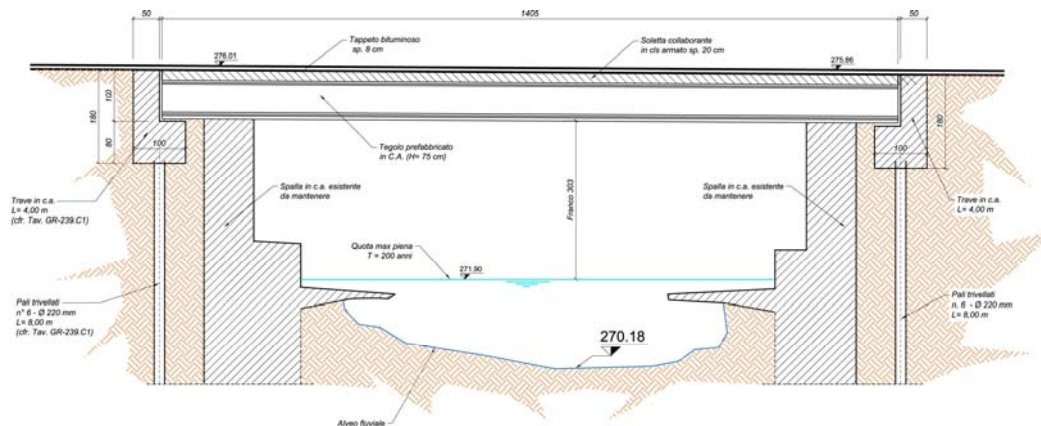 50
1405
50
Tappeto bituminoso
sp. 8 cm
Soletta collaborante
in cls armato sp. 20 cm
276.01
275.86
180
100
80
100
180
100
Tegolo prefabbricato
in C.A. (H= 75 cm)
Spalla in c.a. esistente
da mantenere
Franco 303
Spalla in c.a. esistente
da mantenere
Trave in c.a.
L= 4,00 m
(cfr. Tav. GR-239.C1)
Trave in c.a.
L= 4,00 m
Quota max piena
T = 200 anni
271.90
Pali trivellati
n° 6 - Ø 220 mm
L= 8,00 m
(cfr. Tav. GR-239.C1)
Pali trivellati
n. 6 - Ø 220 mm
L= 8,00 m
270.18
Alveo fluviale